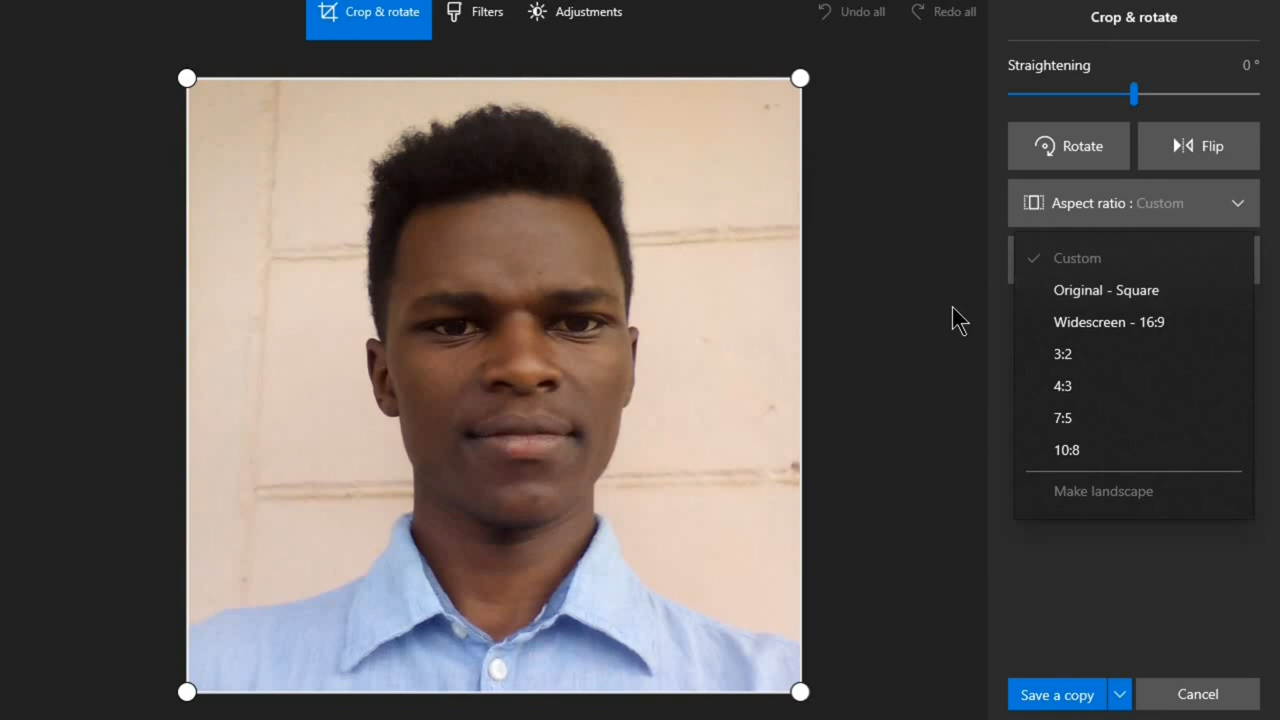 Crop & rotate
Filters
Adjustments
Undo all
Redo all
Crop & rotate
Straightening
0 °
Rotate
Flip
Aspect ratio : Custom
Custom
Original - Square
Widescreen - 16:9
3:2
4:3
7:5
10:8
Make landscape
Save a copy
Cancel